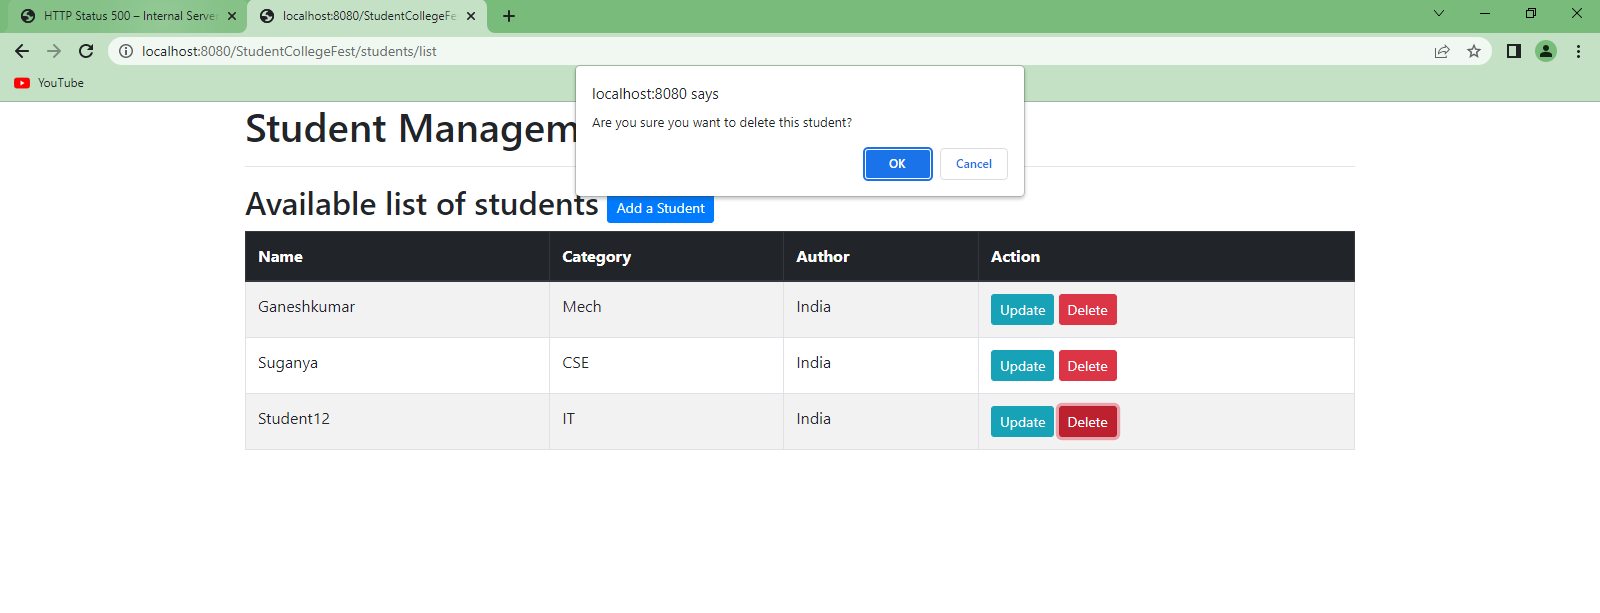 HTTP Status 500 – Internal Server
localhost:8080/StudentCollegeFe
localhost:8080/StudentCollegeFest/students/list
YouTube
localhost:8080 says
Are you sure you want to delete this student?
OK Cancel
Student Managem
Available list of students Add a Student
Name Category Author Action
Ganeshkumar Mech India Update Delete
Suganya CSE India Update Delete
Student12 IT India Update Delete